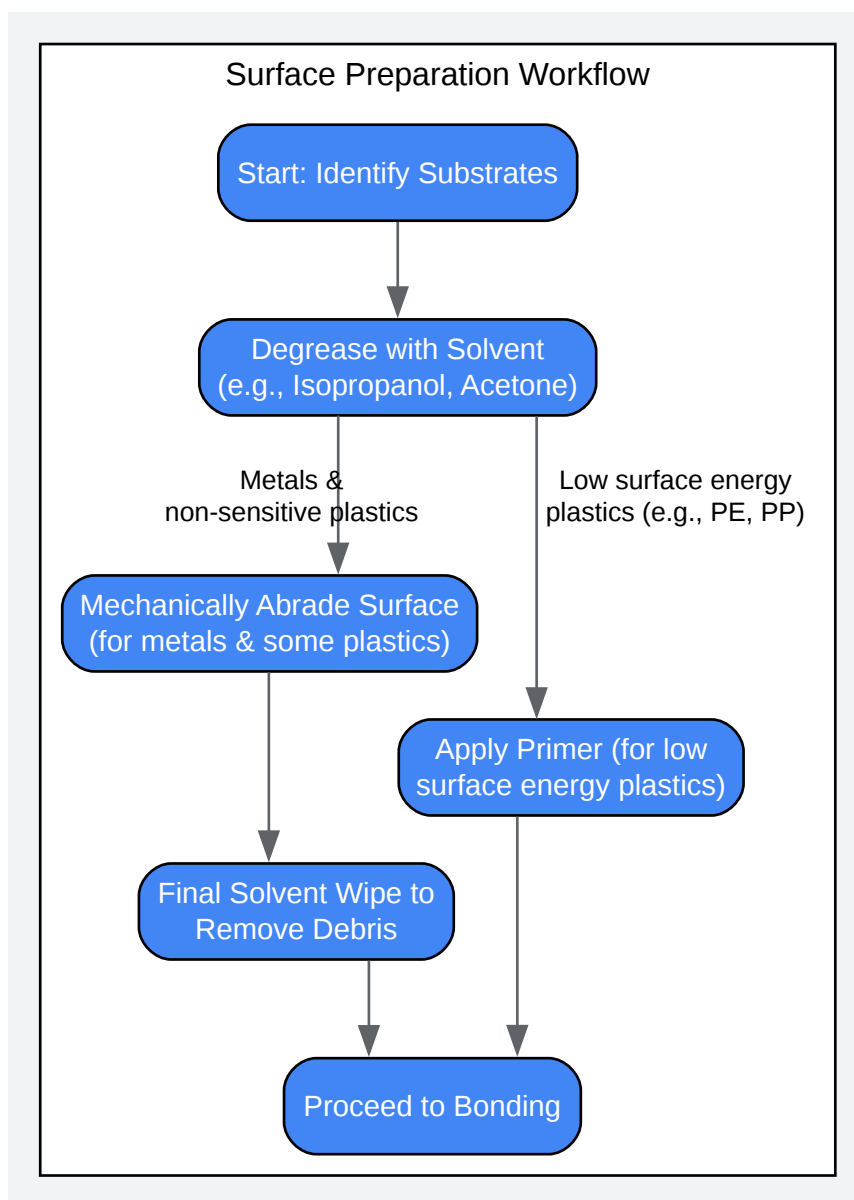 Surface Preparation Workflow
Start: Identify Substrates
Degrease with Solvent
(e.g., Isopropanol, Acetone)
Metals &
non-sensitive plastics
Low surface energy
plastics (e.g., PE, PP)
Mechanically Abrade Surface
(for metals & some plastics)
Apply Primer (for low
surface energy plastics)
Final Solvent Wipe to
Remove Debris
Proceed to Bonding